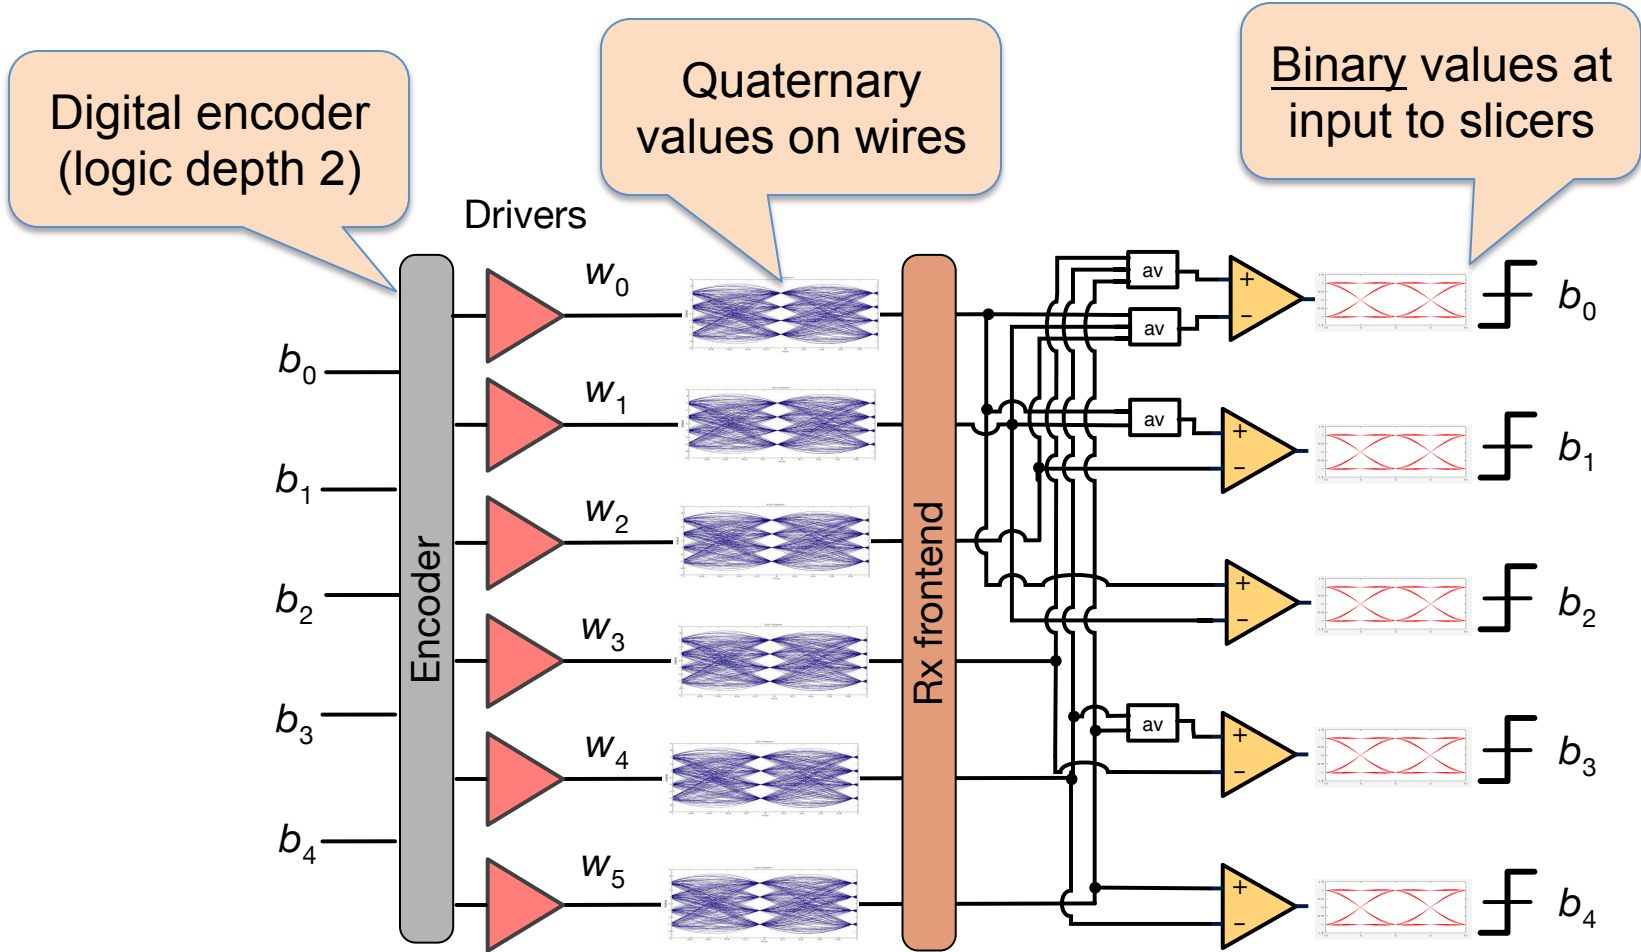 Digital encoder
(logic depth 2)
Quaternary
values on wires
Binary values at
input to slicers
Drivers
Encoder
Rx frontend
b0
b1
b2
b3
b4
w0
w1
w2
w3
w4
w5
av
av
av
av
+
−
+
−
+
−
+
−
+
−
b0
b1
b2
b3
b4